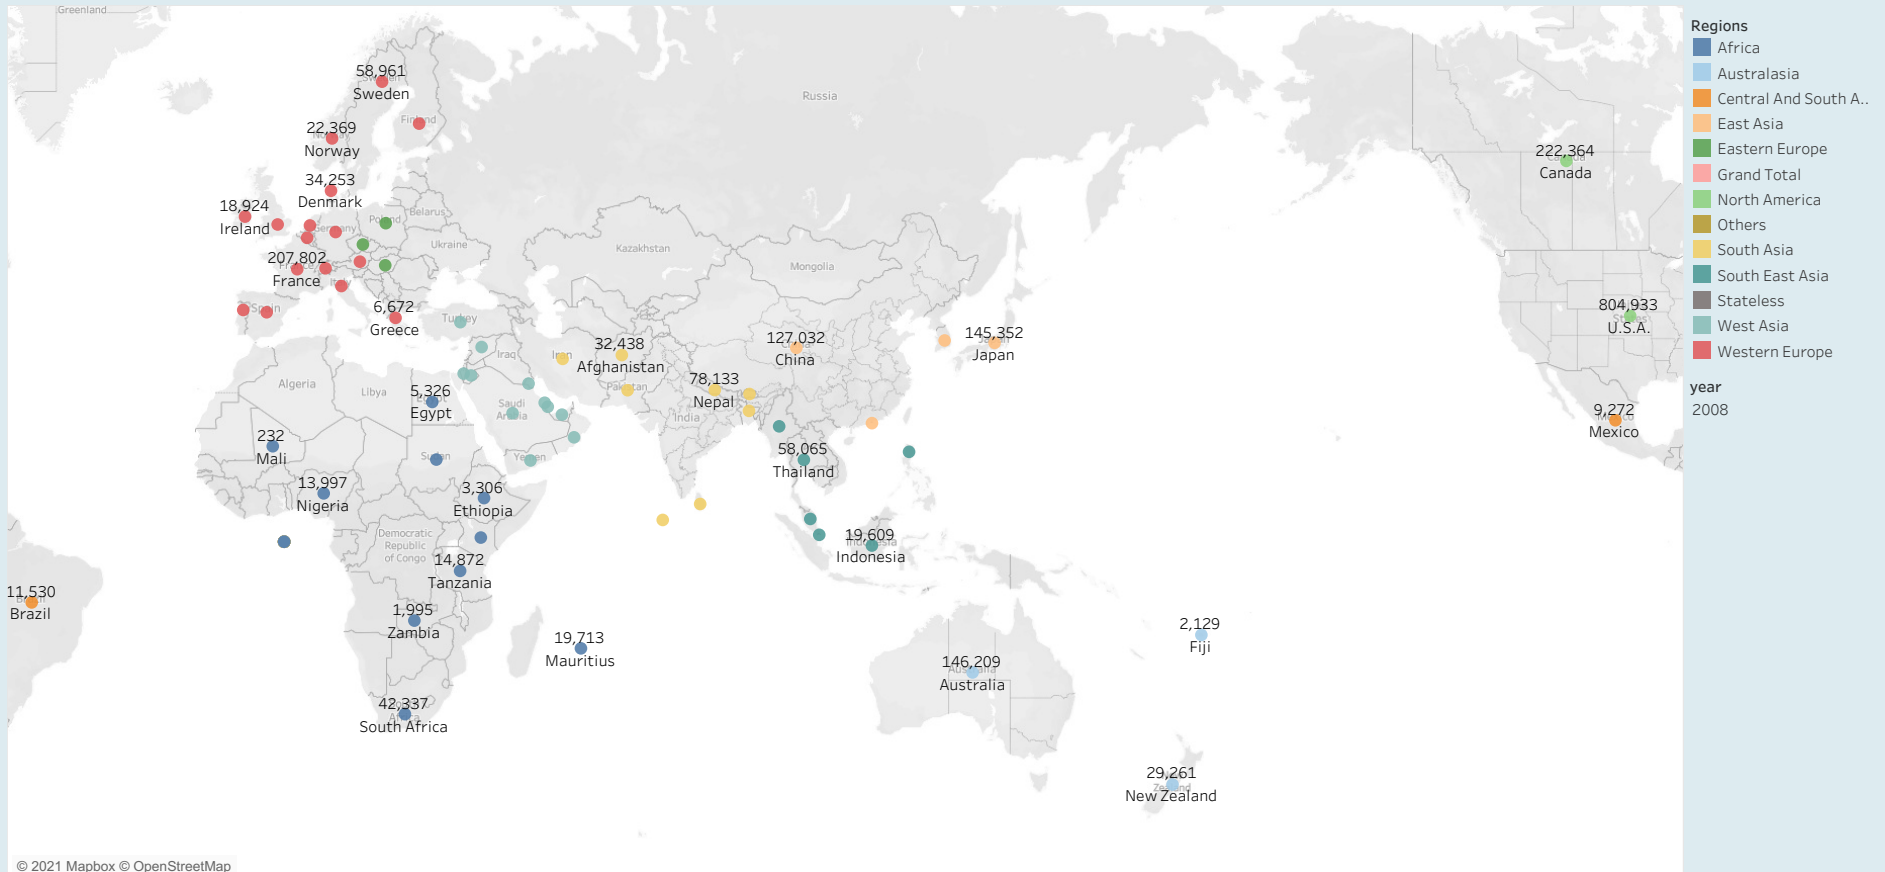 Greenland
58,961
Sweden
Russia
Finland
22,369
Norway
34,253
Denmark
18,924
Ireland
Poland
Belarus
Germany
Ukraine
207,802
France
Kazakhstan
Mongolia
6,672
Greece
Spain
Turkey
222,364
Canada
804,933
U.S.A.
145,352
Japan
127,032
China
32,438
Afghanistan
Iraq
Iran
78,133
Nepal
Pakistan
India
Algeria
Libya
5,326
Egypt
Saudi
Arabia
9,272
Mexico
232
Mali
Sudan
Yemen
58,065
Thailand
13,997
Nigeria
3,306
Ethiopia
Democratic
Republic
of Congo
19,609
Indonesia
14,872
Tanzania
11,530
Brazil
1,995
Zambia
19,713
Mauritius
2,129
Fiji
146,209
Australia
42,337
South Africa
29,261
New Zealand
© 2021 Mapbox © OpenStreetMap
Regions
Africa
Australasia
Central And South A..
East Asia
Eastern Europe
Grand Total
North America
Others
South Asia
South East Asia
Stateless
West Asia
Western Europe
year
2008